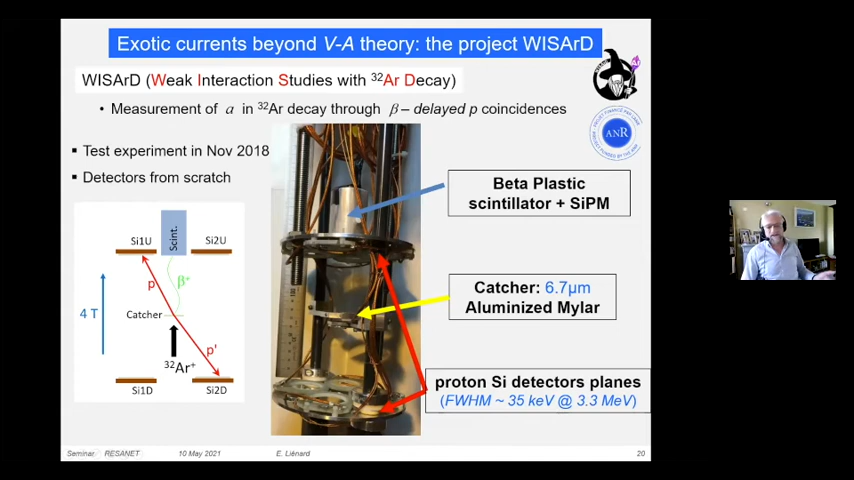 Exotic currents beyond V-A theory: the project WISArD
WISArD (Weak Interaction Studies with ³²Ar Decay)
• Measurement of a in ³²Ar decay through β – delayed p coincidences
▪ Test experiment in Nov 2018
▪ Detectors from scratch
ANR
Si1U
Scint.
Si2U
p
β⁺
4 T
Catcher
p'
³²Ar⁺
Si1D
Si2D
Beta Plastic
scintillator + SiPM
Catcher: 6.7µm
Aluminized Mylar
proton Si detectors planes
(FWHM ~ 35 keV @ 3.3 MeV)
Seminar RESANET 10 May 2021 E. Liénard 20